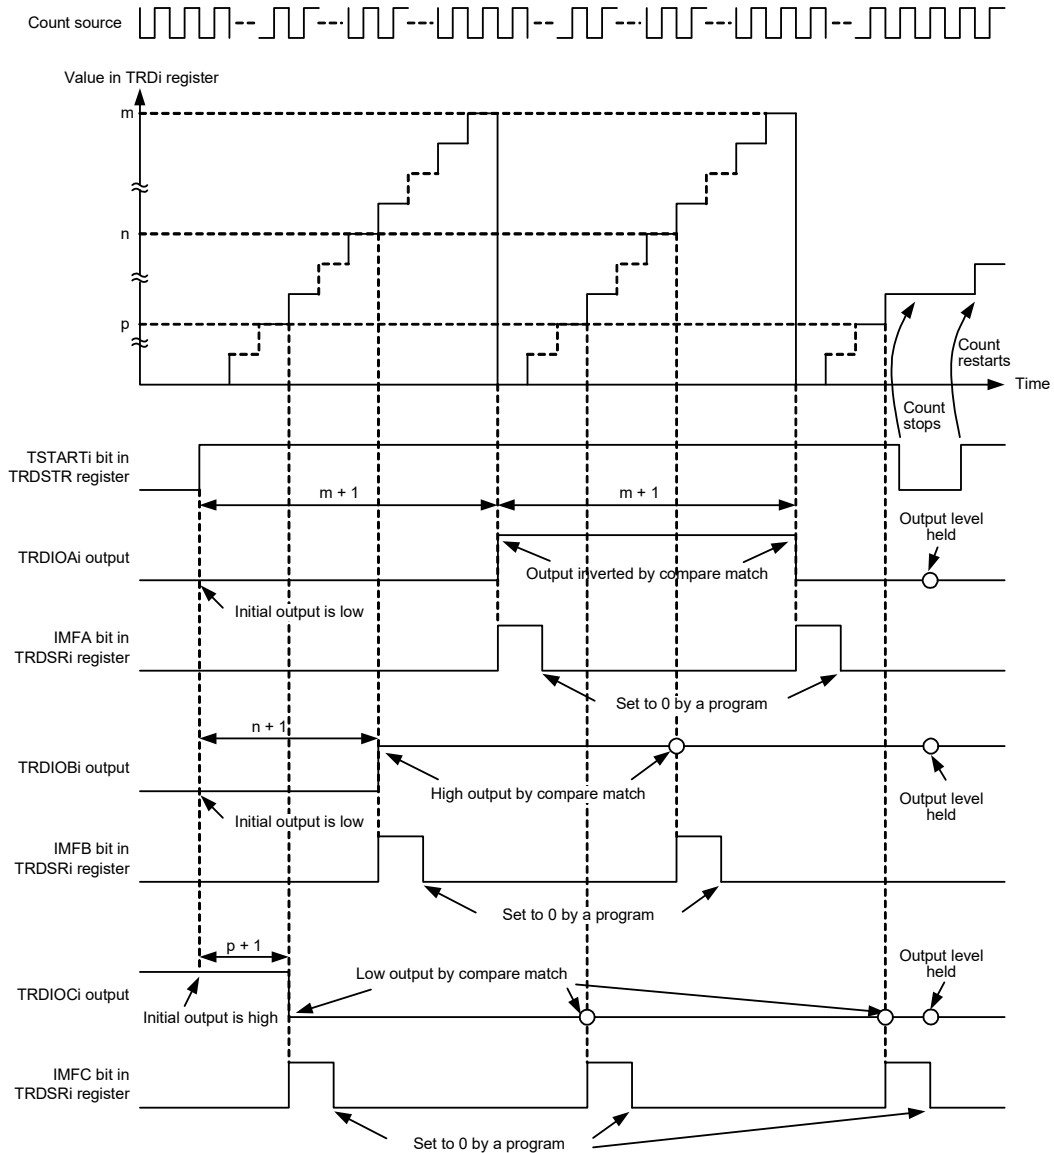 Count source
Value in TRDi register
m
n
p
Count
restarts
Time
Count
stops
TSTARTi bit in
TRDSTR register
m + 1
m + 1
Output level
held
TRDIOAi output
Output inverted by compare match
Initial output is low
IMFA bit in
TRDSRi register
Set to 0 by a program
n + 1
TRDIOBi output
High output by compare match
Output level
held
Initial output is low
IMFB bit in
TRDSRi register
Set to 0 by a program
p + 1
Low output by compare match
Output level
held
TRDIOCi output
Initial output is high
IMFC bit in
TRDSRi register
Set to 0 by a program